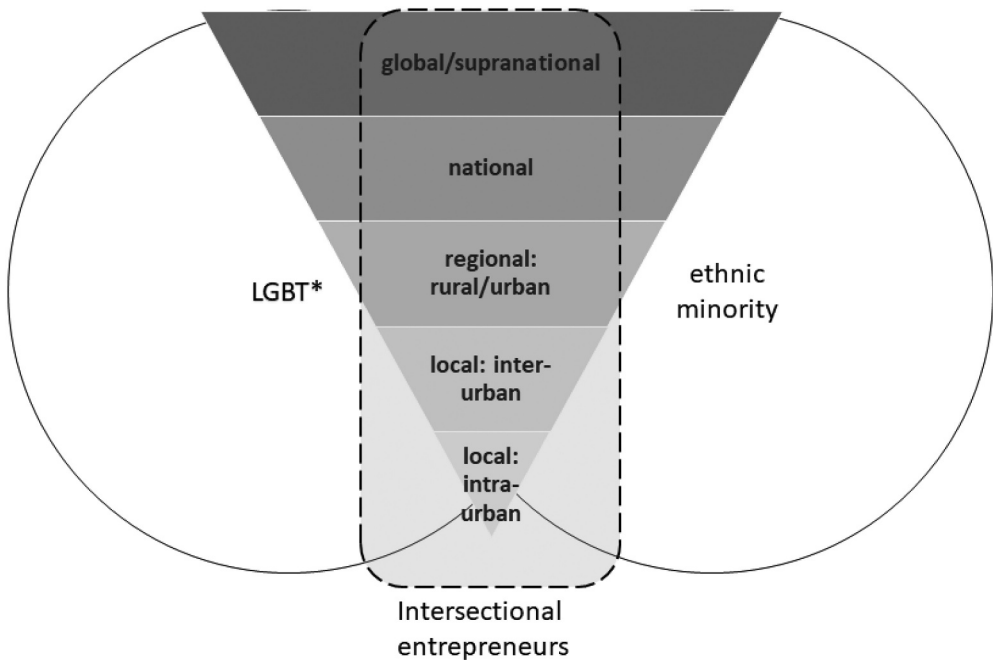 global/supranational
national
regional:
rural/urban
LGBT*
ethnic
minority
local: inter-
urban
local:
intra-
urban
Intersectional
entrepreneurs